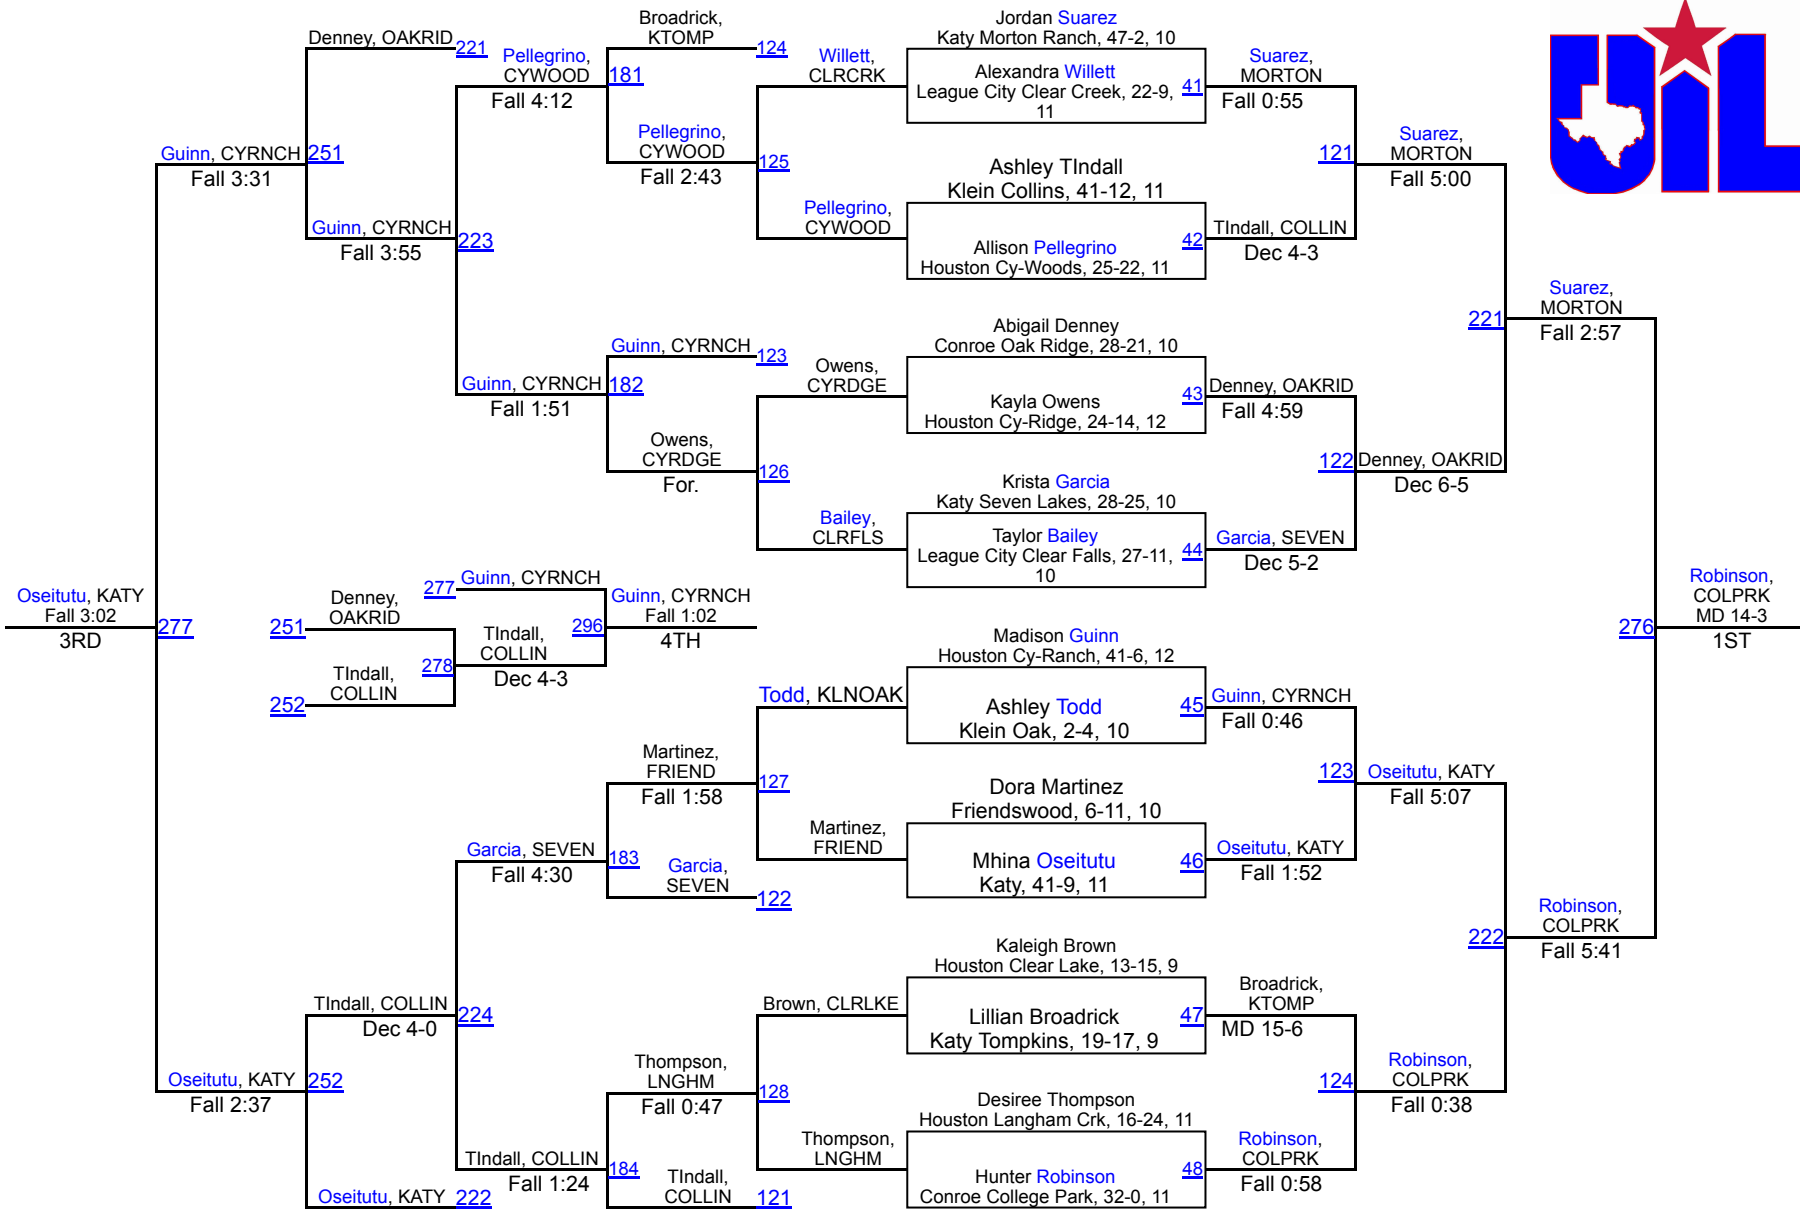 Denney, OAKRID
221
Guinn, CYRNCH
251
Fall 3:31
Guinn, CYRNCH
Fall 3:55
223
Pellegrino,
CYWOOD
Fall 4:12
181
Broadrick,
KTOMP
124
Pellegrino,
CYWOOD
Fall 2:43
125
Willett,
CLRCRK
Pellegrino,
CYWOOD
Jordan Suarez
Katy Morton Ranch, 47-2, 10
Alexandra Willett
League City Clear Creek, 22-9,
11
41
Ashley TIndall
Klein Collins, 41-12, 11
Allison Pellegrino
Houston Cy-Woods, 25-22, 11
42
Suarez,
MORTON
Fall 0:55
121
TIndall, COLLIN
Dec 4-3
Suarez,
MORTON
Fall 5:00
UIL
Guinn, CYRNCH
Fall 1:51
182
Guinn, CYRNCH
123
Owens,
CYRDGE
For.
126
Owens,
CYRDGE
Bailey,
CLRFLS
Abigail Denney
Conroe Oak Ridge, 28-21, 10
Kayla Owens
Houston Cy-Ridge, 24-14, 12
43
Krista Garcia
Katy Seven Lakes, 28-25, 10
Taylor Bailey
League City Clear Falls, 27-11,
10
44
Denney, OAKRID
Fall 4:59
122
Garcia, SEVEN
Dec 5-2
Denney, OAKRID
Dec 6-5
221
Suarez,
MORTON
Fall 2:57
Oseitutu, KATY
Fall 3:02
3RD
277
251
Denney,
OAKRID
252
TIndall,
COLLIN
278
277
Guinn, CYRNCH
TIndall,
COLLIN
Dec 4-3
296
Guinn, CYRNCH
Fall 1:02
4TH
276
Robinson,
COLPRK
MD 14-3
1ST
Garcia, SEVEN
Fall 4:30
183
Martinez,
FRIEND
Fall 1:58
127
Garcia,
SEVEN
122
Todd, KLNOAK
Martinez,
FRIEND
Madison Guinn
Houston Cy-Ranch, 41-6, 12
Ashley Todd
Klein Oak, 2-4, 10
45
Dora Martinez
Friendswood, 6-11, 10
Mhina Oseitutu
Katy, 41-9, 11
46
Guinn, CYRNCH
Fall 0:46
123
Oseitutu, KATY
Fall 1:52
Oseitutu, KATY
Fall 5:07
222
Robinson,
COLPRK
Fall 5:41
Oseitutu, KATY
Fall 2:37
252
TIndall, COLLIN
Dec 4-0
224
Oseitutu, KATY
222
TIndall, COLLIN
Fall 1:24
184
Thompson,
LNGHM
Fall 0:47
128
TIndall,
COLLIN
121
Brown, CLRLKE
Thompson,
LNGHM
Kaleigh Brown
Houston Clear Lake, 13-15, 9
Lillian Broadrick
Katy Tompkins, 19-17, 9
47
Desiree Thompson
Houston Langham Crk, 16-24, 11
Hunter Robinson
Conroe College Park, 32-0, 11
48
Broadrick,
KTOMP
MD 15-6
124
Robinson,
COLPRK
Fall 0:58
Robinson,
COLPRK
Fall 0:38